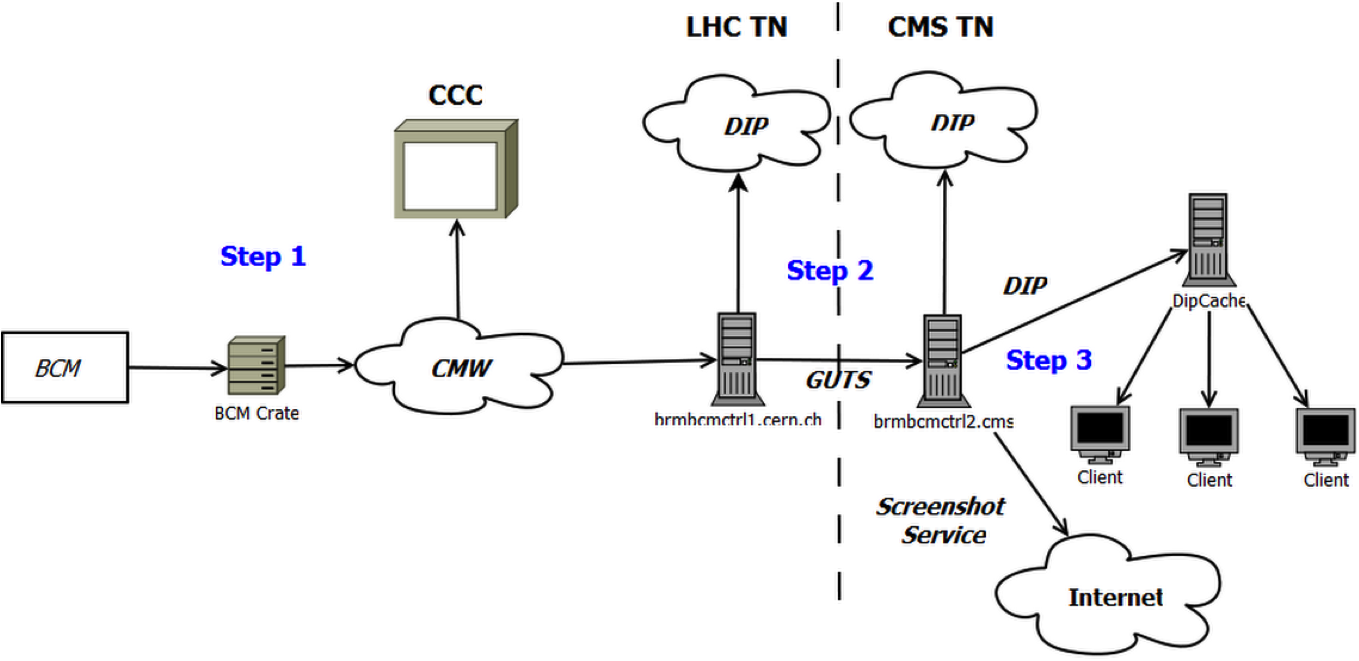 LHC TN
CMS TN
CCC
DIP
DIP
Step 1
Step 2
DIP
DipCache
Step 3
BCM
BCM Crate
CMW
GUTS
brmbcmctrl1.cern.ch
brmbcmctrl2.cms
Client
Client
Client
Screenshot
Service
Internet